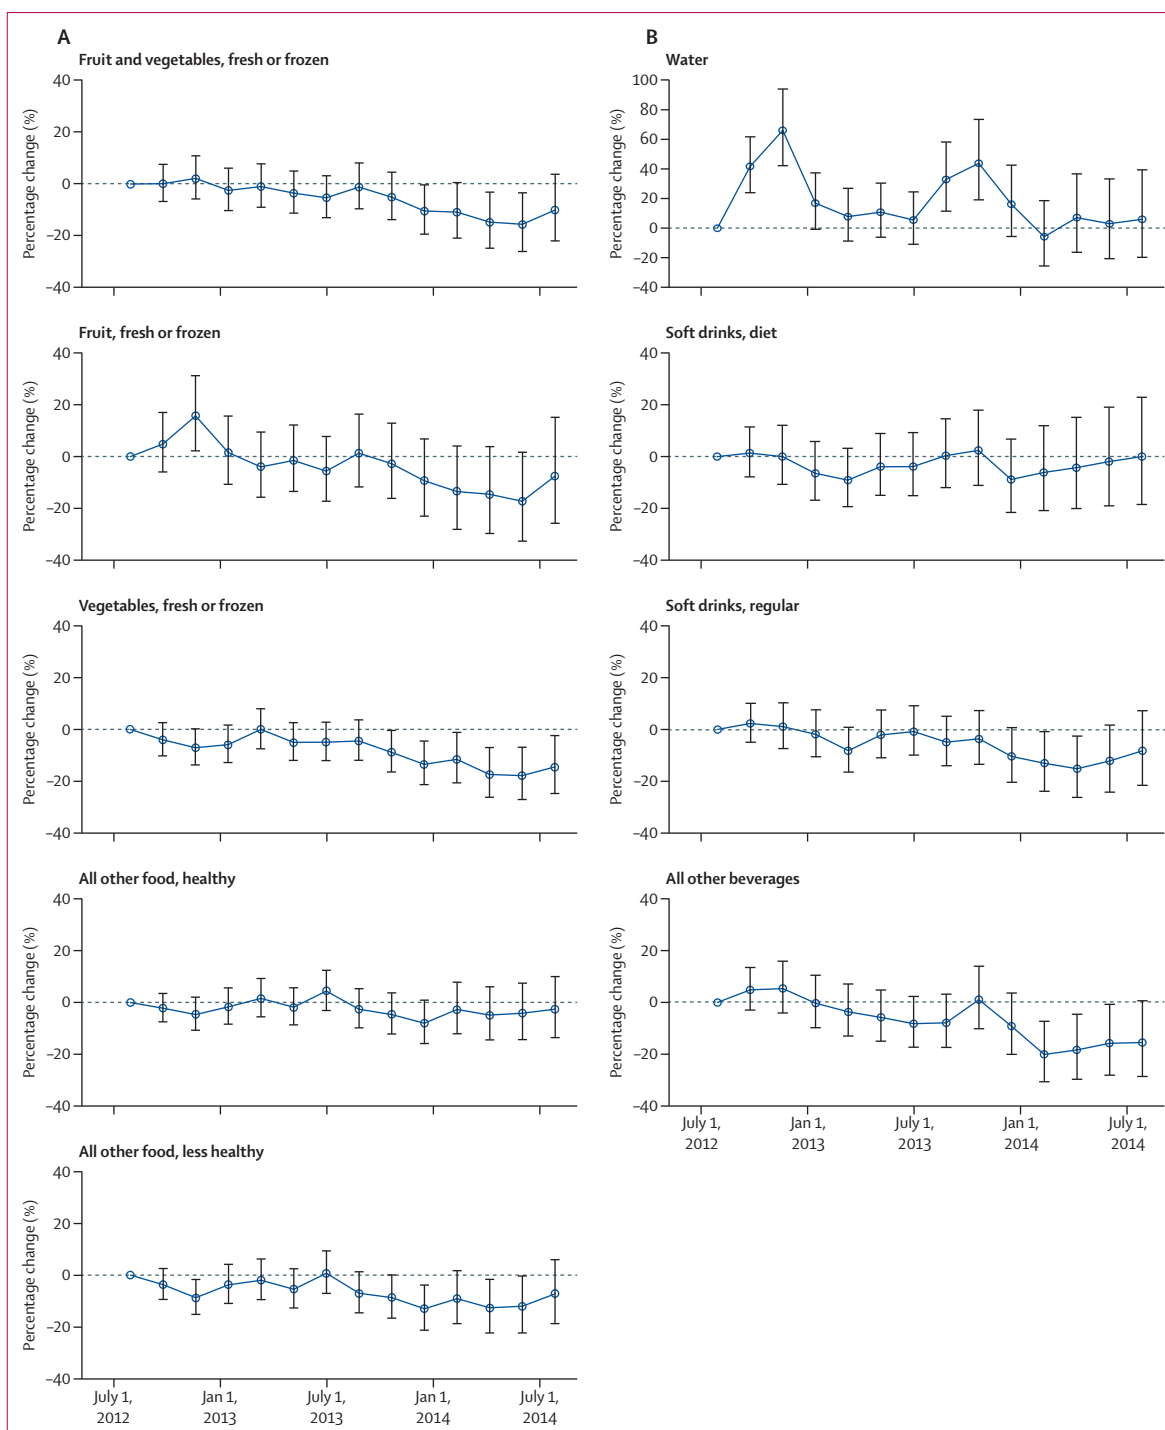 A
Fruit and vegetables, fresh or frozen
Percentage change (%)
40
20
0
–20
–40
Fruit, fresh or frozen
Percentage change (%)
40
20
0
–20
–40
Vegetables, fresh or frozen
Percentage change (%)
40
20
0
–20
–40
All other food, healthy
Percentage change (%)
40
20
0
–20
–40
All other food, less healthy
Percentage change (%)
40
20
0
–20
–40
July 1, 2012
Jan 1, 2013
July 1, 2013
Jan 1, 2014
July 1, 2014
B
Water
Percentage change (%)
100
80
60
40
20
0
–20
–40
Soft drinks, diet
Percentage change (%)
40
20
0
–20
–40
Soft drinks, regular
Percentage change (%)
40
20
0
–20
–40
All other beverages
Percentage change (%)
40
20
0
–20
–40
July 1, 2012
Jan 1, 2013
July 1, 2013
Jan 1, 2014
July 1, 2014